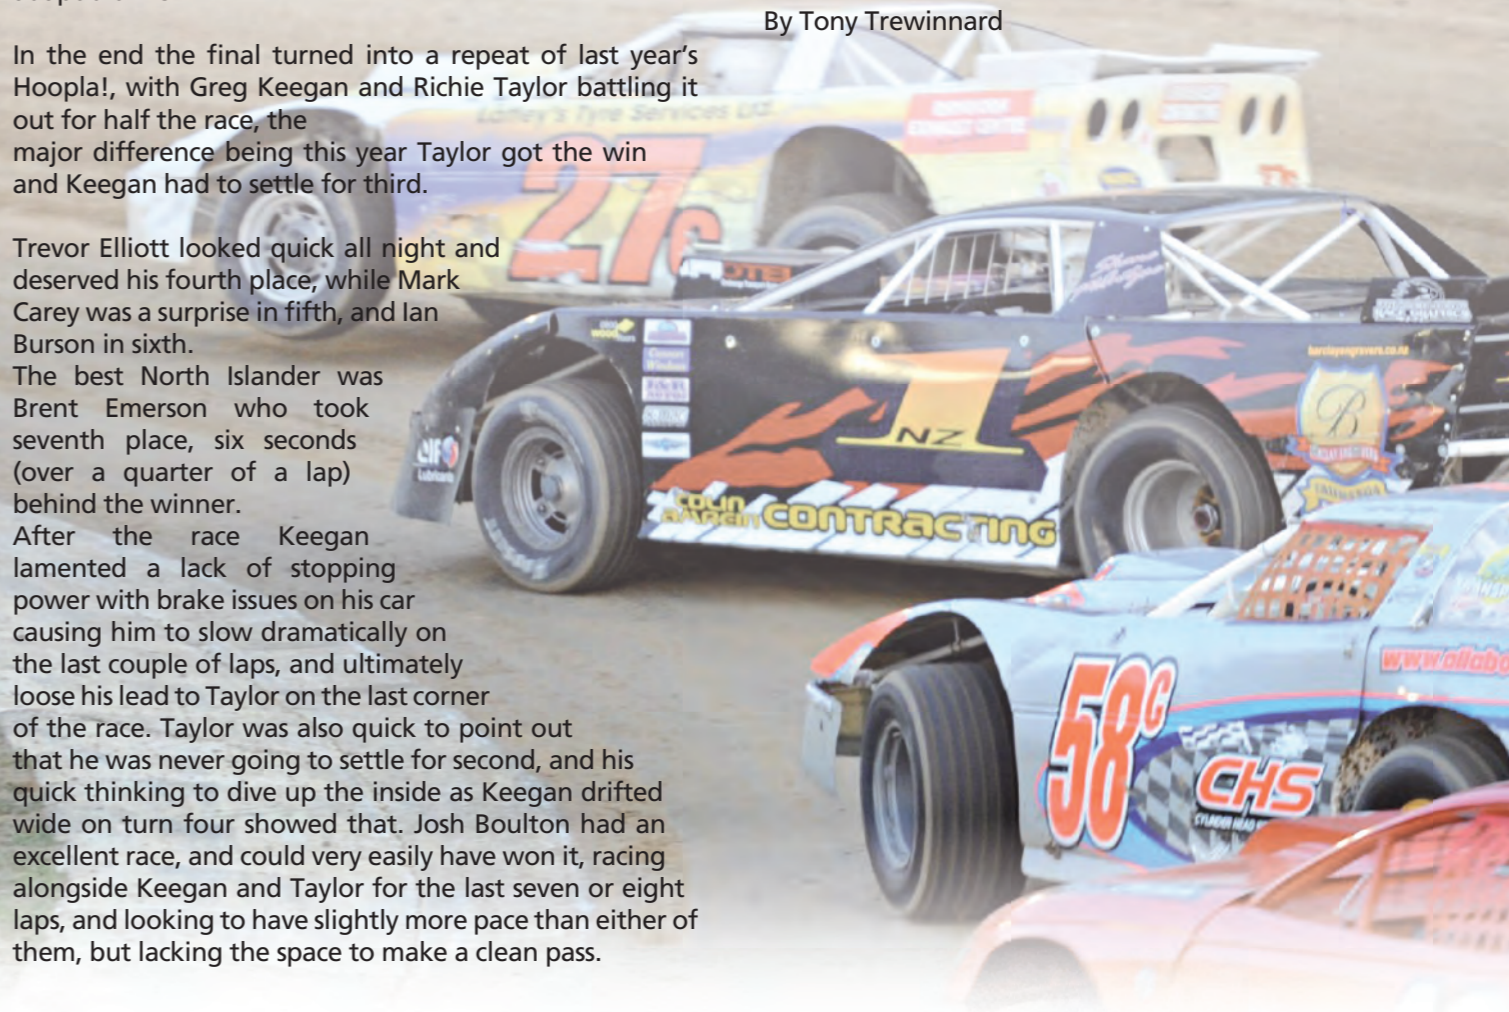 By Tony Trewinnard
In the end the final turned into a repeat of last year's
Hoopla!, with Greg Keegan and Richie Taylor battling it
out for half the race, the
major difference being this year Taylor got the win
and Keegan had to settle for third.
Trevor Elliott looked quick all night and
deserved his fourth place, while Mark
Carey was a surprise in fifth, and Ian
Burson in sixth.
The best North Islander was
Brent Emerson who took
seventh place, six seconds
(over a quarter of a lap)
behind the winner.
After the race Keegan
lamented a lack of stopping
power with brake issues on his car
causing him to slow dramatically on
the last couple of laps, and ultimately
loose his lead to Taylor on the last corner
of the race. Taylor was also quick to point out
that he was never going to settle for second, and his
quick thinking to dive up the inside as Keegan drifted
wide on turn four showed that. Josh Boulton had an
excellent race, and could very easily have won it, racing
alongside Keegan and Taylor for the last seven or eight
laps, and looking to have slightly more pace than either of
them, but lacking the space to make a clean pass.
Tyre Services Ltd.
27c
1
NZ
barclayengravers.co.nz
B
COLIN
CONTRACTING
58c
CHS
CYLINDER HEAD